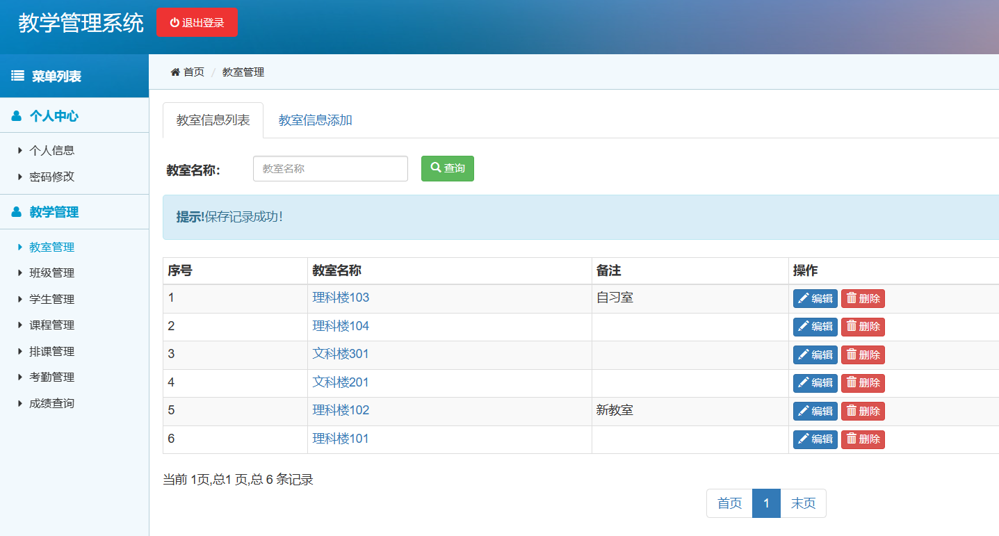 教学管理系统 退出登录
菜单列表
个人中心
个人信息
密码修改
教学管理
教室管理
班级管理
学生管理
课程管理
排课管理
考勤管理
成绩查询
首页 / 教室管理
教室信息列表 教室信息添加
教室名称: 教室名称 查询
提示!保存记录成功!
序号 教室名称 备注 操作
1 理科楼103 自习室 编辑 删除
2 理科楼104 编辑 删除
3 文科楼301 编辑 删除
4 文科楼201 编辑 删除
5 理科楼102 新教室 编辑 删除
6 理科楼101 编辑 删除
当前 1页,总1 页,总 6 条记录
首页 1 末页